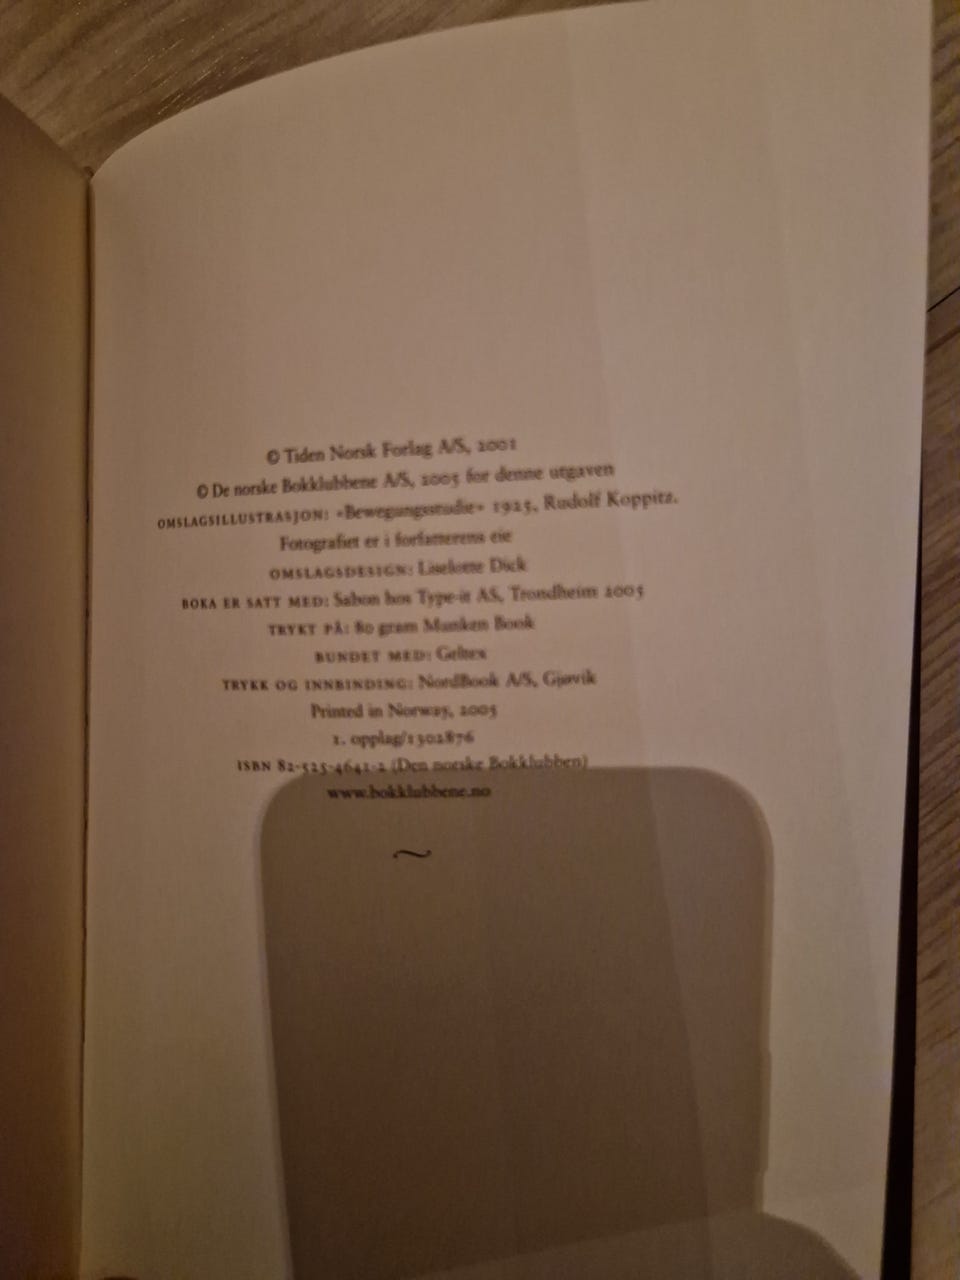 © Tiden Norsk Forlag A/S, 2001
© De norske Bokklubbene A/S, 2005 for denne utgaven
OMSLAGSILLUSTRASJON: «Bewegungsstudie» 1925, Rudolf Koppitz.
Fotografiet er i forfatterens eie
OMSLAGSDESIGN: Liselotte Dick
BOKA ER SATT MED: Sabon hos Type-it AS, Trondheim 2005
TRYKT PÅ: 80 gram Munken Book
BUNDET MED: Geltex
TRYKK OG INNBINDING: NordBook A/S, Gjøvik
Printed in Norway, 2005
1. opplag/1302876
ISBN 82-525-4641-2 (Den norske Bokklubben)
www.bokklubbene.no